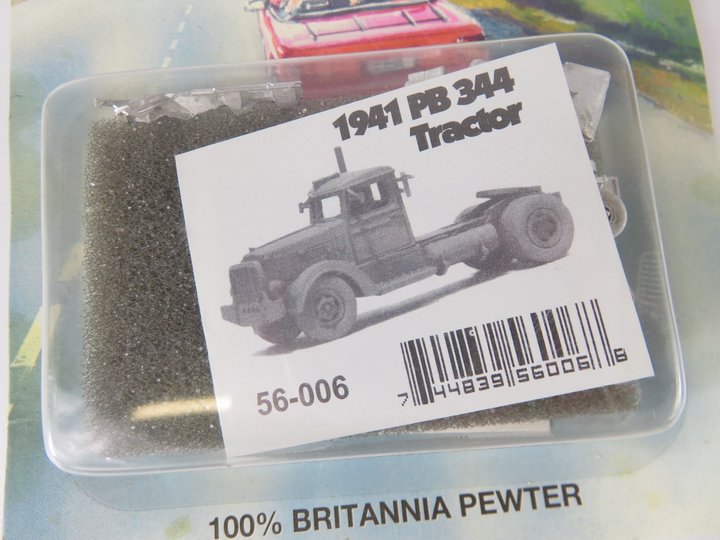 1941 PB 344
Tractor
56-006
7 44839 56006 8
100% BRITANNIA PEWTER